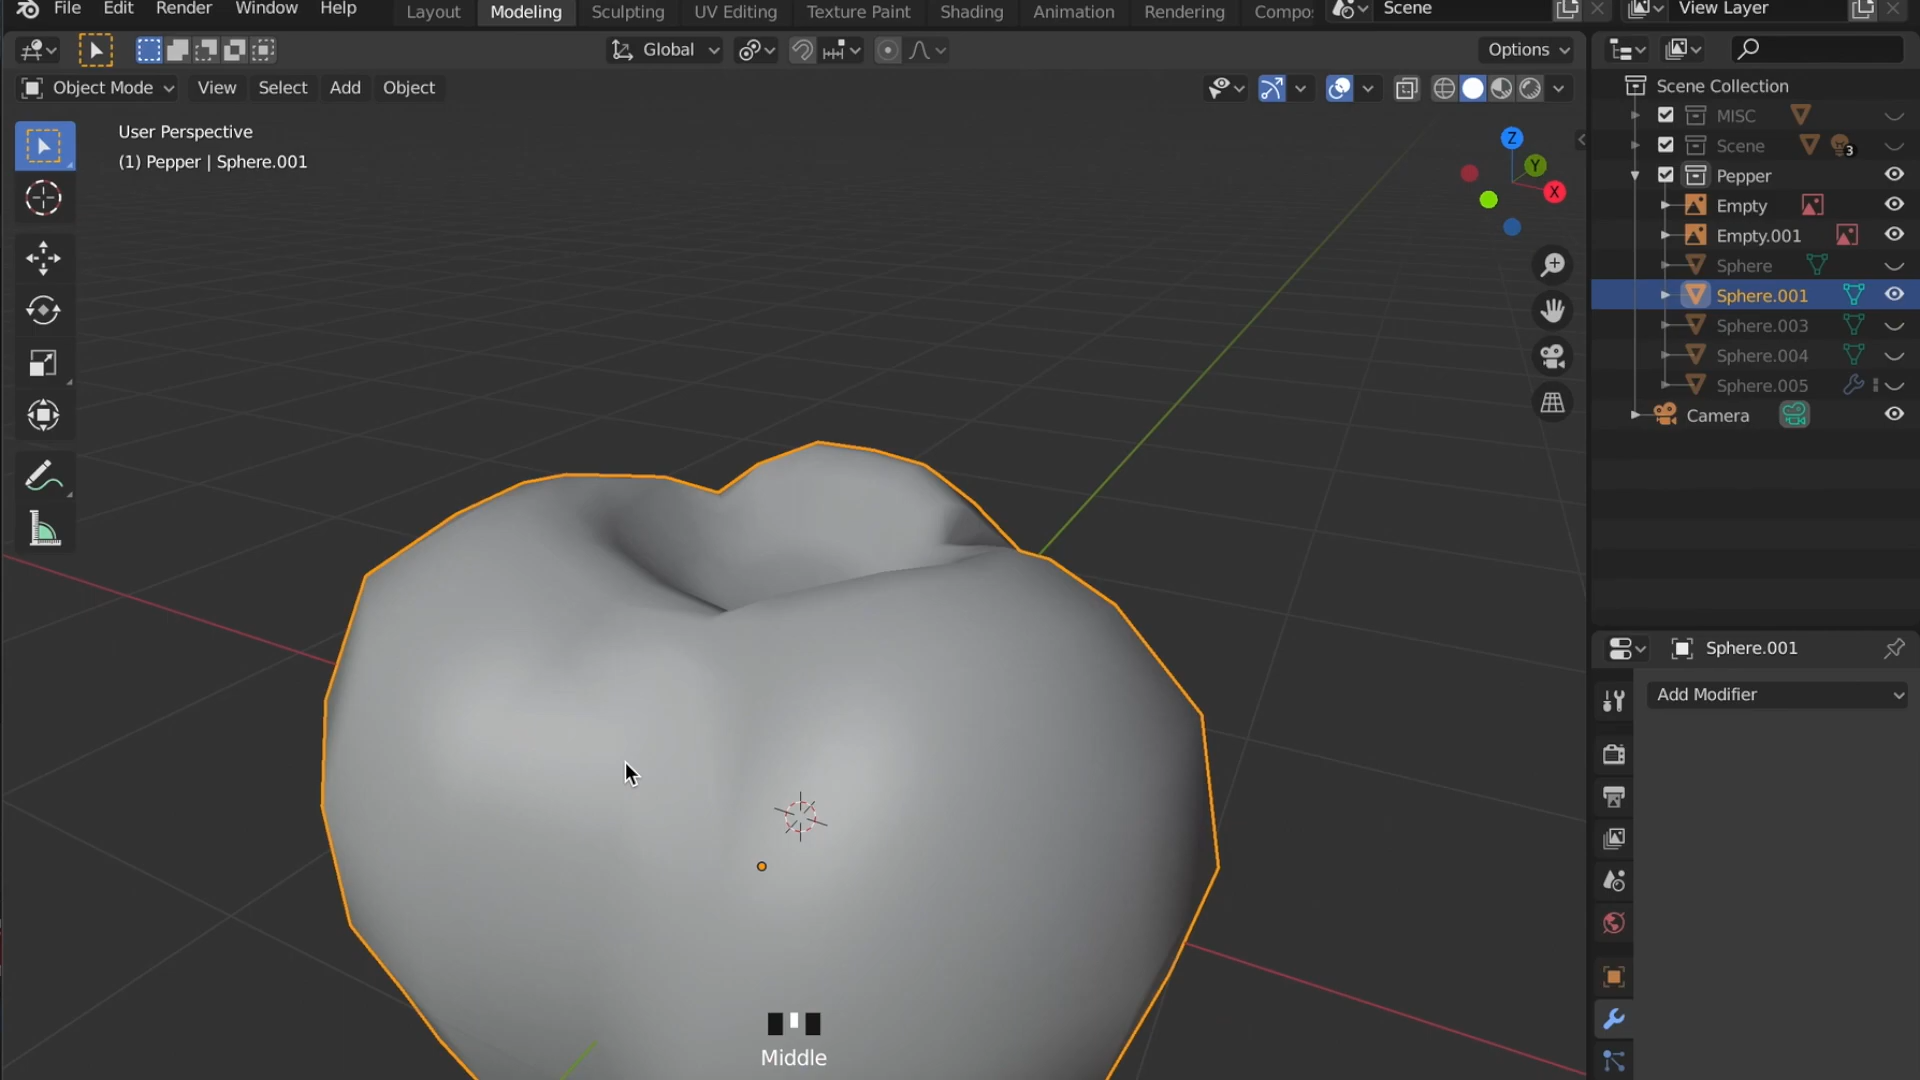 File Edit Render Window Help Layout Modeling Sculpting UV Editing Texture Paint Shading Animation Rendering Compo Scene View Layer
Global Options
Object Mode View Select Add Object
User Perspective
(1) Pepper | Sphere.001
Z
Y
X
Scene Collection
MISC
Scene 3
Pepper
Empty
Empty.001
Sphere
Sphere.001
Sphere.003
Sphere.004
Sphere.005
Camera
Sphere.001
Add Modifier
Middle